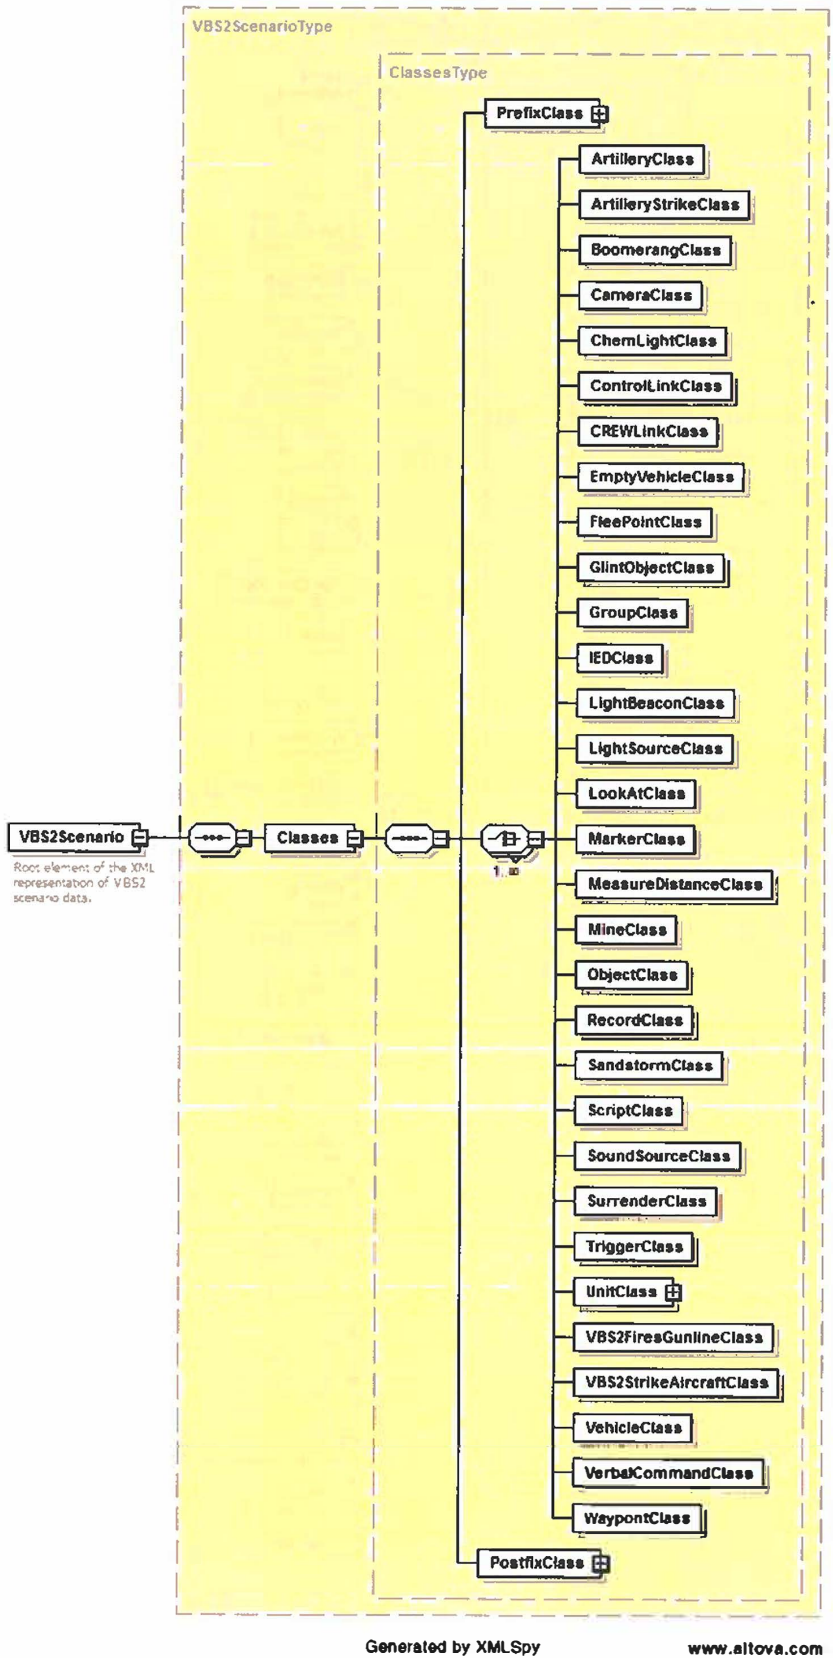 VBS2ScenarioType
ClassesType
PrefixClass
ArtilleryClass
ArtilleryStrikeClass
BoomerangClass
CameraClass
ChemLightClass
ControlLinkClass
CREWLinkClass
EmptyVehicleClass
FleePointClass
GlintObjectClass
GroupClass
IEDClass
LightBeaconClass
LightSourceClass
LookAtClass
VBS2Scenario
Classes
MarkerClass
Root element of the XML
representation of VBS2
scenario data.
1..∞
MeasureDistanceClass
MineClass
ObjectClass
RecordClass
SandstormClass
ScriptClass
SoundSourceClass
SurrenderClass
TriggerClass
UnitClass
VBS2FiresGunlineClass
VBS2StrikeAircraftClass
VehicleClass
VerbalCommandClass
WaypontClass
PostfixClass
Generated by XMLSpy
www.altova.com